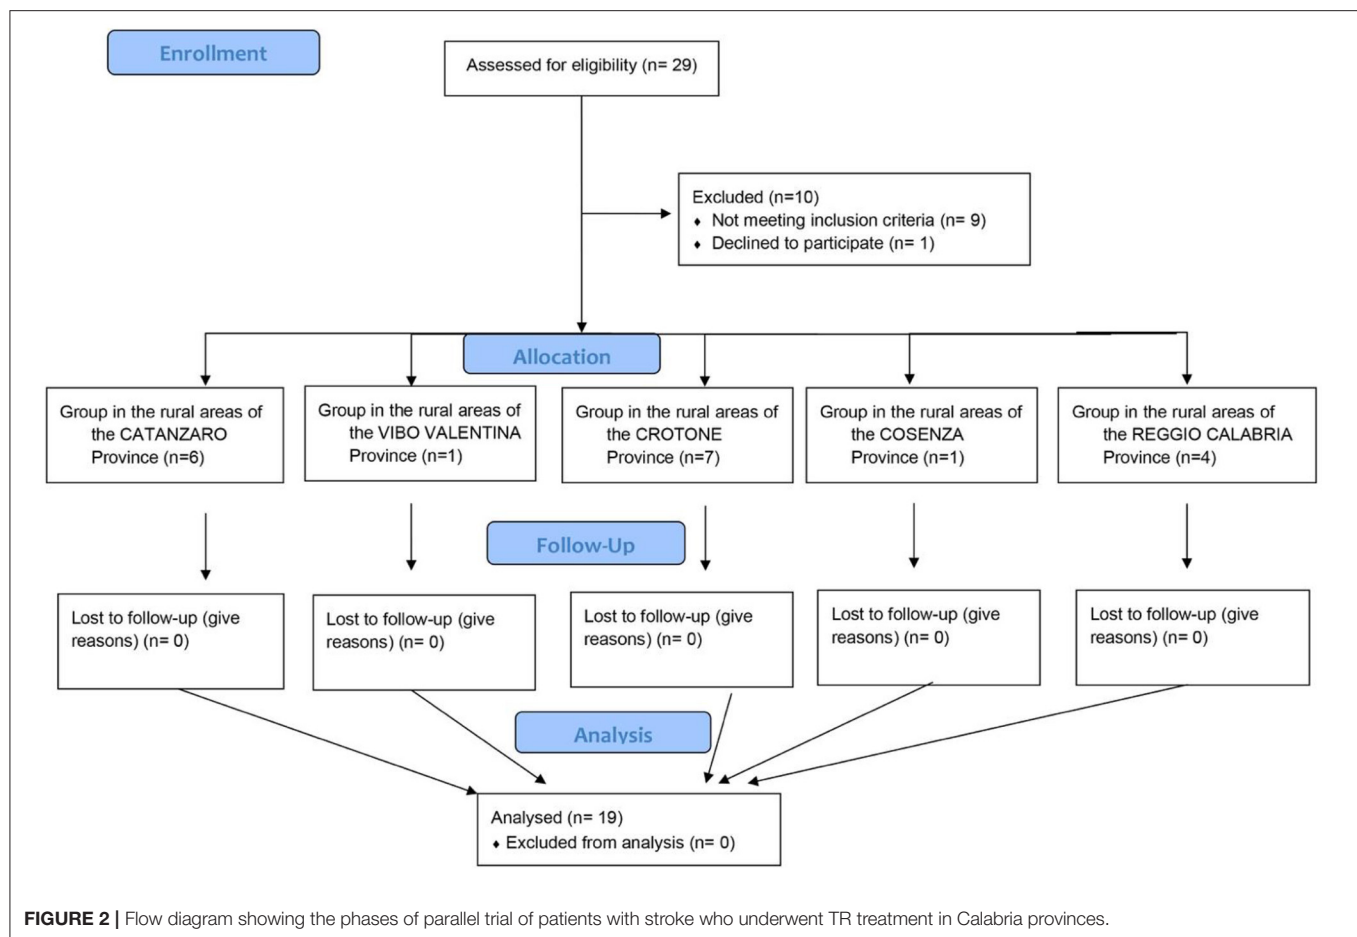 Enrollment
Assessed for eligibility (n= 29)
Excluded (n=10)
♦ Not meeting inclusion criteria (n= 9)
♦ Declined to participate (n= 1)
Allocation
Group in the rural areas of
the CATANZARO
Province (n=6)
Group in the rural areas of
the VIBO VALENTINA
Province (n=1)
Group in the rural areas of
the CROTONE
Province (n=7)
Group in the rural areas of
the COSENZA
Province (n=1)
Group in the rural areas of
the REGGIO CALABRIA
Province (n=4)
Follow-Up
Lost to follow-up (give
reasons) (n= 0)
Lost to follow-up (give
reasons) (n= 0)
Lost to follow-up (give
reasons) (n= 0)
Lost to follow-up (give
reasons) (n= 0)
Lost to follow-up (give
reasons) (n= 0)
Analysis
Analysed (n= 19)
♦ Excluded from analysis (n= 0)
FIGURE 2 | Flow diagram showing the phases of parallel trial of patients with stroke who underwent TR treatment in Calabria provinces.